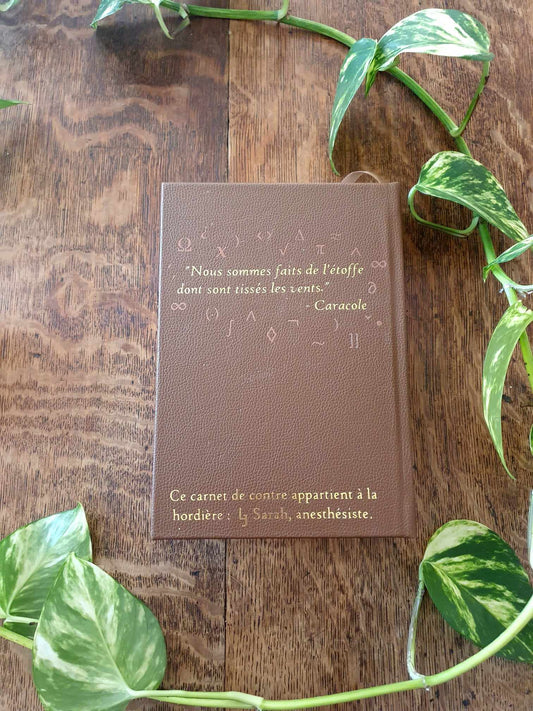 Ω ¿ ) ⋊ Δ ⌯
χ √ π ^
"Nous sommes faits de l'étoffe ∞
dont sont tissés les vents."
- Caracole
∞ (·) Λ ¬ ) ˇ•
∫ ◊ ~ ]]
Ce carnet de contre appartient à la
hordière : Sarah, anesthésiste.